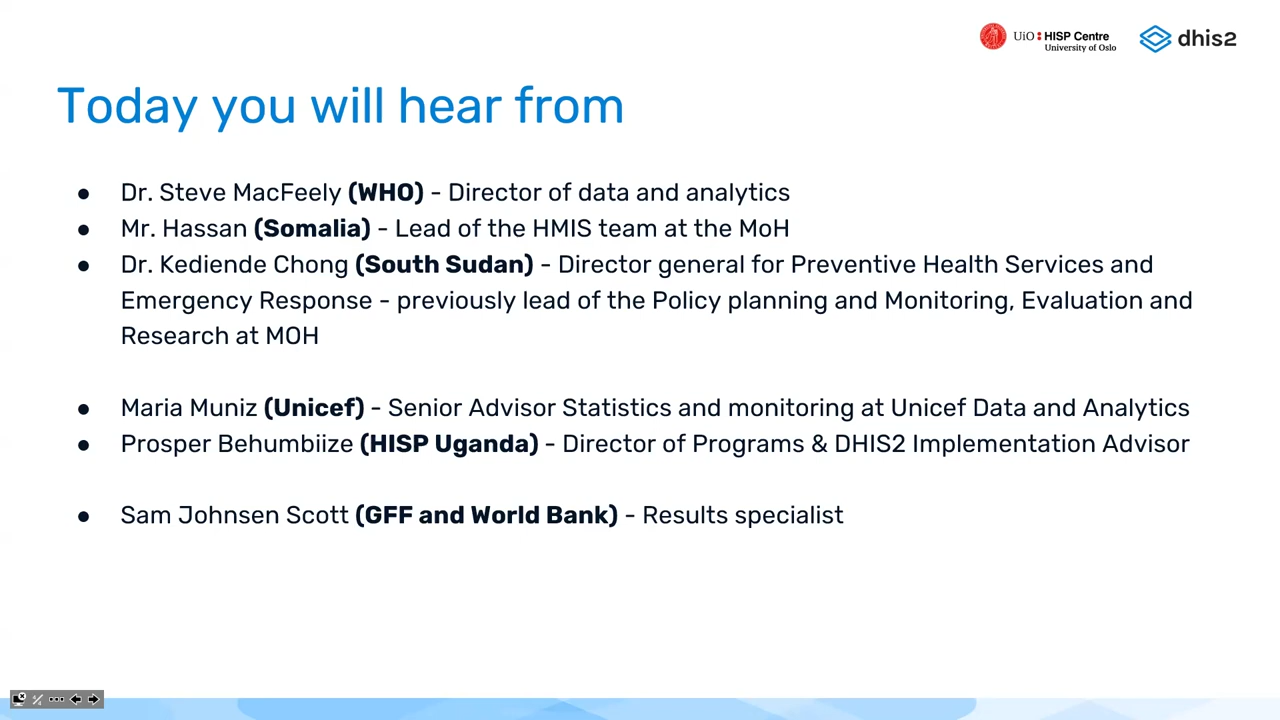 UiO HISP Centre
University of Oslo
dhis2
Today you will hear from
● Dr. Steve MacFeely (WHO) - Director of data and analytics
● Mr. Hassan (Somalia) - Lead of the HMIS team at the MoH
● Dr. Kediende Chong (South Sudan) - Director general for Preventive Health Services and
Emergency Response - previously lead of the Policy planning and Monitoring, Evaluation and
Research at MOH
● Maria Muniz (Unicef) - Senior Advisor Statistics and monitoring at Unicef Data and Analytics
● Prosper Behumbiize (HISP Uganda) - Director of Programs & DHIS2 Implementation Advisor
● Sam Johnsen Scott (GFF and World Bank) - Results specialist